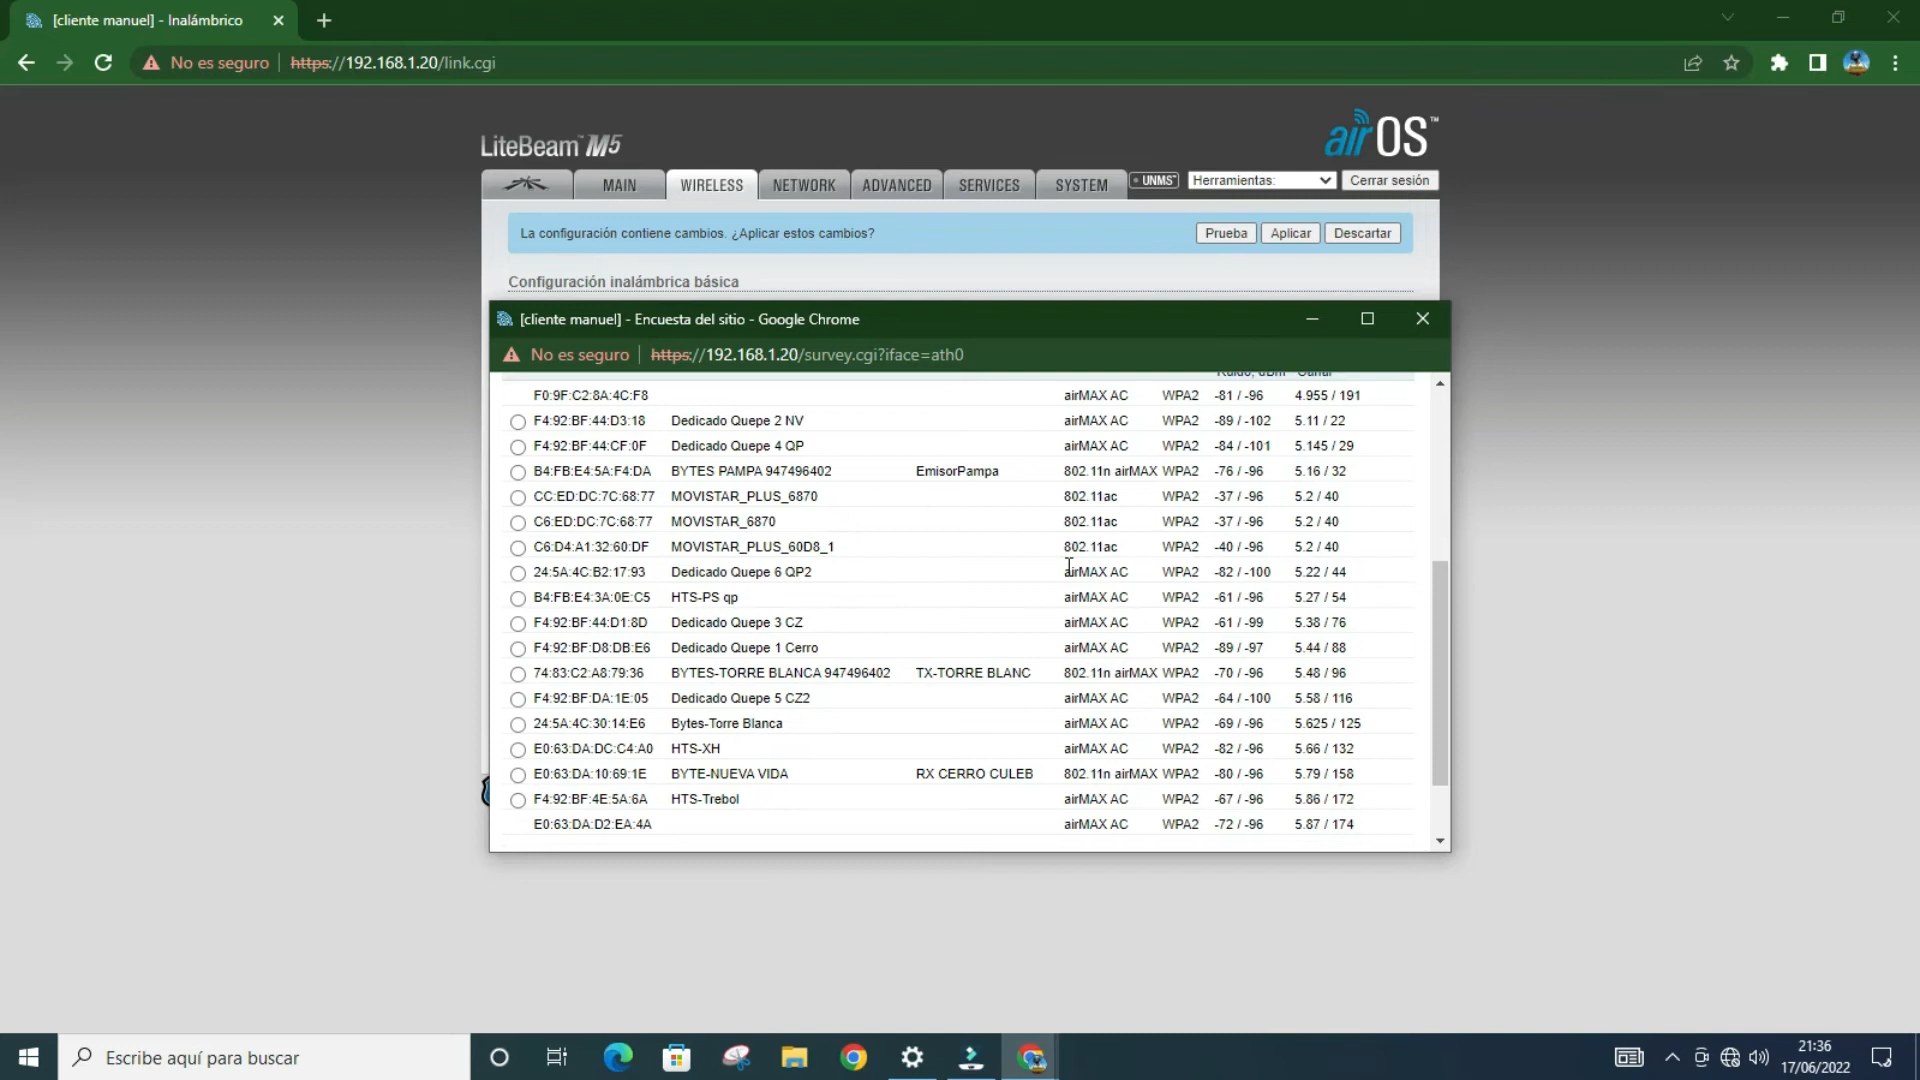 [cliente manuel] - Inalámbrico
No es seguro https://192.168.1.20/link.cgi
LiteBeam™ M5
airOS™
MAIN WIRELESS NETWORK ADVANCED SERVICES SYSTEM UNMS™ Herramientas: Cerrar sesión
La configuración contiene cambios. ¿Aplicar estos cambios? Prueba Aplicar Descartar
Configuración inalámbrica básica
[cliente manuel] - Encuesta del sitio - Google Chrome
No es seguro https://192.168.1.20/survey.cgi?iface=ath0
Ruido, dBm Canal
F0:9F:C2:8A:4C:F8 airMAX AC WPA2 -81 / -96 4.955 / 191
F4:92:BF:44:D3:18 Dedicado Quepe 2 NV airMAX AC WPA2 -89 / -102 5.11 / 22
F4:92:BF:44:CF:0F Dedicado Quepe 4 QP airMAX AC WPA2 -84 / -101 5.145 / 29
B4:FB:E4:5A:F4:DA BYTES PAMPA 947496402 EmisorPampa 802.11n airMAX WPA2 -76 / -96 5.16 / 32
CC:ED:DC:7C:68:77 MOVISTAR_PLUS_6870 802.11ac WPA2 -37 / -96 5.2 / 40
C6:ED:DC:7C:68:77 MOVISTAR_6870 802.11ac WPA2 -37 / -96 5.2 / 40
C6:D4:A1:32:60:DF MOVISTAR_PLUS_60D8_1 802.11ac WPA2 -40 / -96 5.2 / 40
24:5A:4C:B2:17:93 Dedicado Quepe 6 QP2 airMAX AC WPA2 -82 / -100 5.22 / 44
B4:FB:E4:3A:0E:C5 HTS-PS qp airMAX AC WPA2 -61 / -96 5.27 / 54
F4:92:BF:44:D1:8D Dedicado Quepe 3 CZ airMAX AC WPA2 -61 / -99 5.38 / 76
F4:92:BF:D8:DB:E6 Dedicado Quepe 1 Cerro airMAX AC WPA2 -89 / -97 5.44 / 88
74:83:C2:A8:79:36 BYTES-TORRE BLANCA 947496402 TX-TORRE BLANC 802.11n airMAX WPA2 -70 / -96 5.48 / 96
F4:92:BF:DA:1E:05 Dedicado Quepe 5 CZ2 airMAX AC WPA2 -64 / -100 5.58 / 116
24:5A:4C:30:14:E6 Bytes-Torre Blanca airMAX AC WPA2 -69 / -96 5.625 / 125
E0:63:DA:DC:C4:A0 HTS-XH airMAX AC WPA2 -82 / -96 5.66 / 132
E0:63:DA:10:69:1E BYTE-NUEVA VIDA RX CERRO CULEB 802.11n airMAX WPA2 -80 / -96 5.79 / 158
F4:92:BF:4E:5A:6A HTS-Trebol airMAX AC WPA2 -67 / -96 5.86 / 172
E0:63:DA:D2:EA:4A airMAX AC WPA2 -72 / -96 5.87 / 174
Escribe aquí para buscar
21:36
17/06/2022